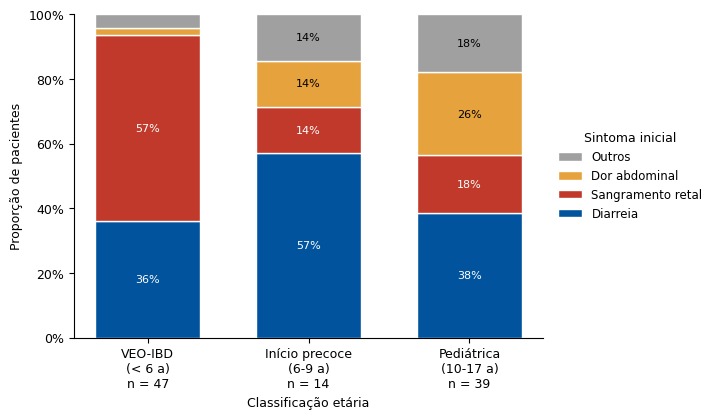 100%
80%
60%
40%
20%
0%
Proporção de pacientes
57%
36%
14%
14%
14%
57%
18%
26%
18%
38%
VEO-IBD
(< 6 a)
n = 47
Início precoce
(6-9 a)
n = 14
Pediátrica
(10-17 a)
n = 39
Classificação etária
Sintoma inicial
Outros
Dor abdominal
Sangramento retal
Diarreia